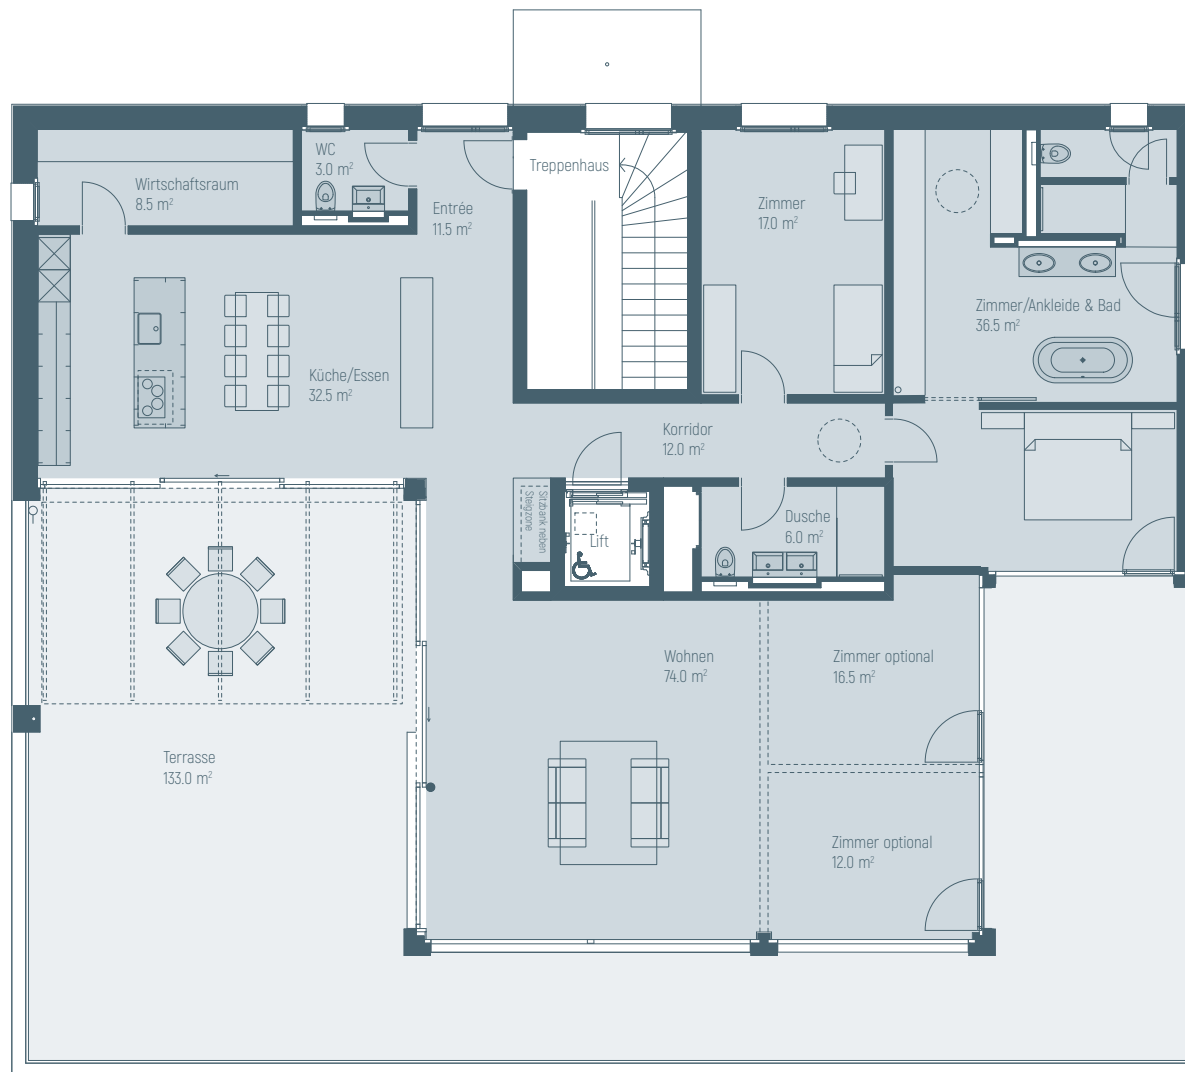 WC
3.0 m²
Treppenhaus
Wirtschaftsraum
8.5 m²
Entrée
11.5 m²
Zimmer
17.0 m²
Zimmer/Ankleide & Bad
36.5 m²
Küche/Essen
32.5 m²
Korridor
12.0 m²
Sitzbank neben
Steigzone
Lift
Dusche
6.0 m²
Wohnen
74.0 m²
Zimmer optional
16.5 m²
Terrasse
133.0 m²
Zimmer optional
12.0 m²